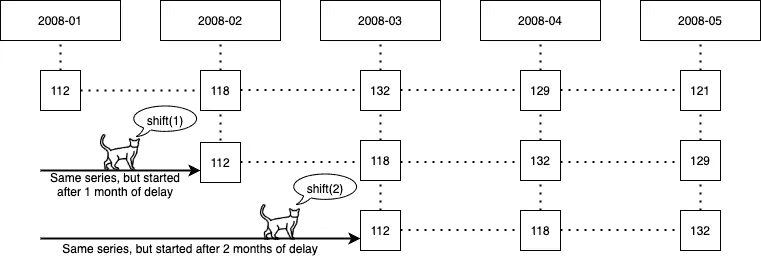 2008-01 2008-02 2008-03 2008-04 2008-05
112 118 132 129 121
shift(1)
112 118 132 129
Same series, but started
after 1 month of delay
shift(2)
112 118 132
Same series, but started after 2 months of delay